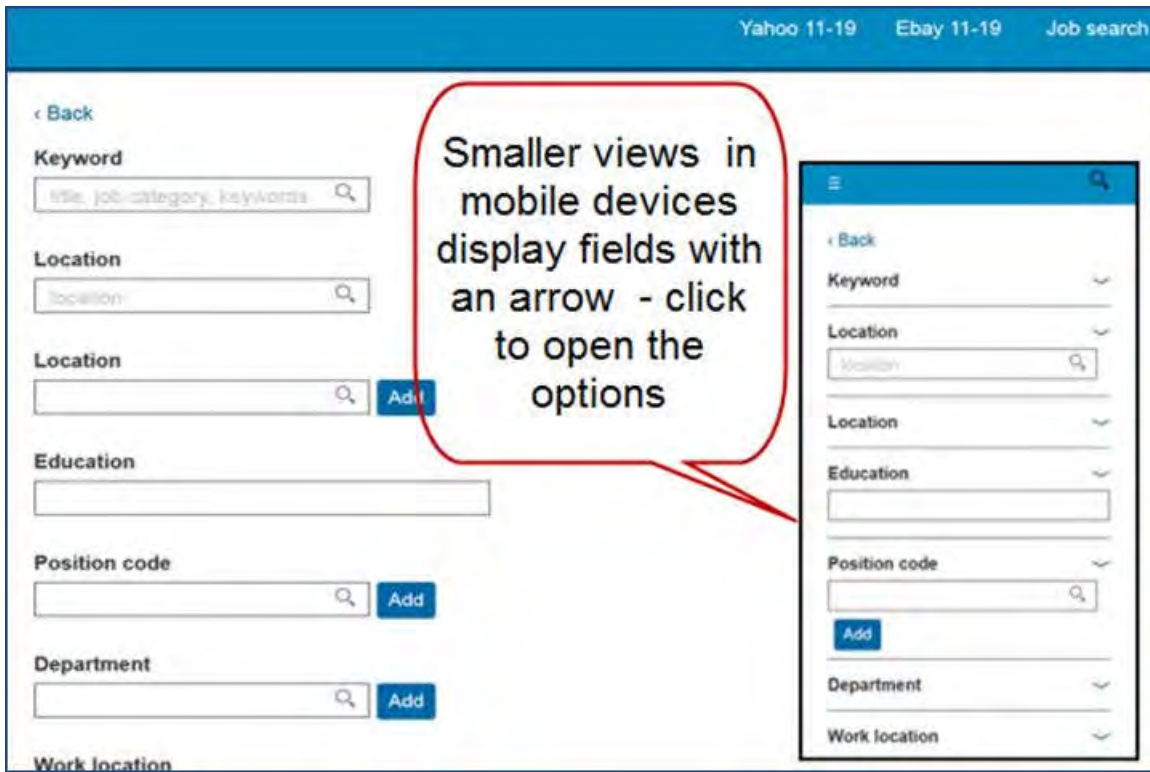 Yahoo 11-19 Ebay 11-19 Job search
‹ Back
Keyword
title, job category, keywords
Location
location
Location
Add
Education
Position code
Add
Department
Add
Work location
Smaller views in
mobile devices
display fields with
an arrow - click
to open the
options
‹ Back
Keyword
Location
location
Location
Education
Position code
Add
Department
Work location